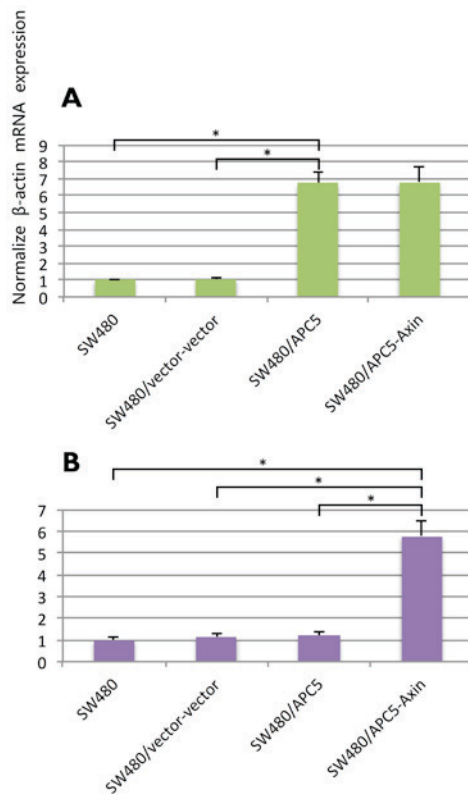 Normalize β-actin mRNA expression
A
*
*
9
8
7
6
5
4
3
2
1
0
SW480
SW480/vector-vector
SW480/APC5
SW480/APC5-Axin
B
*
*
*
7
6
5
4
3
2
1
0
SW480
SW480/vector-vector
SW480/APC5
SW480/APC5-Axin